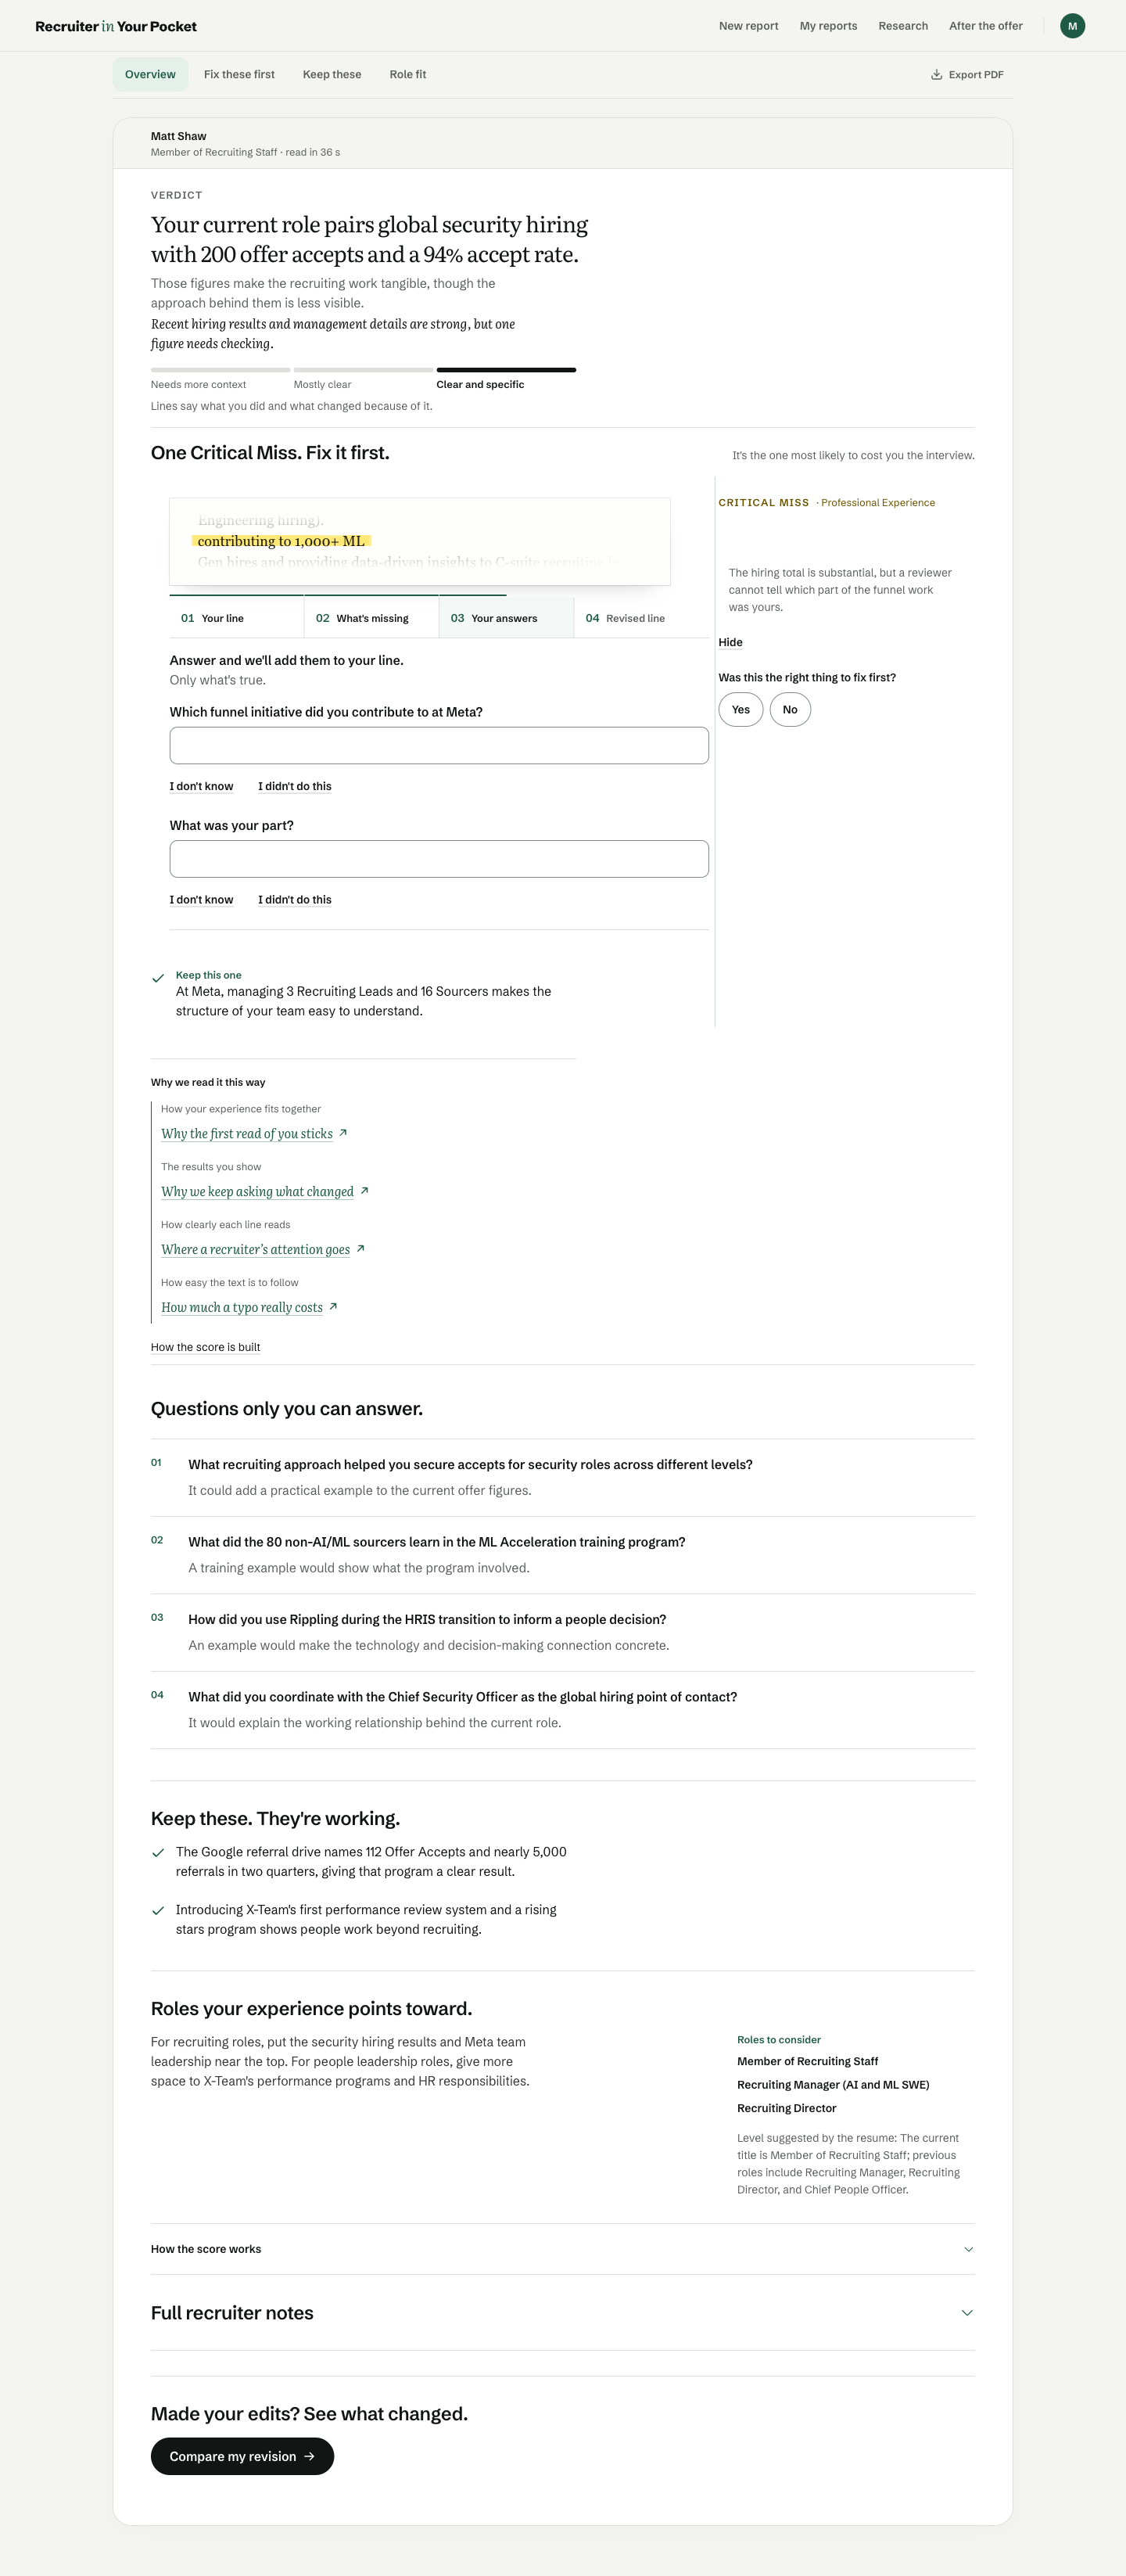 Recruiter in Your Pocket
New report
My reports
Research
After the offer
M
Overview
Fix these first
Keep these
Role fit
Export PDF
Matt Shaw
Member of Recruiting Staff · read in 36 s
VERDICT
Your current role pairs global security hiring
with 200 offer accepts and a 94% accept rate.
Those figures make the recruiting work tangible, though the
approach behind them is less visible.
Recent hiring results and management details are strong, but one
figure needs checking.
Needs more context
Mostly clear
Clear and specific
Lines say what you did and what changed because of it.
One Critical Miss. Fix it first.
It's the one most likely to cost you the interview.
Engineering hiring).
contributing to 1,000+ ML
Gen hires and providing data-driven insights to C-suite recruiting
01 Your line
02 What's missing
03 Your answers
04 Revised line
Answer and we'll add them to your line.
Only what's true.
Which funnel initiative did you contribute to at Meta?
I don't know
I didn't do this
What was your part?
I don't know
I didn't do this
CRITICAL MISS · Professional Experience
The hiring total is substantial, but a reviewer
cannot tell which part of the funnel work
was yours.
Hide
Was this the right thing to fix first?
Yes
No
Keep this one
At Meta, managing 3 Recruiting Leads and 16 Sourcers makes the
structure of your team easy to understand.
Why we read it this way
How your experience fits together
Why the first read of you sticks
The results you show
Why we keep asking what changed
How clearly each line reads
Where a recruiter's attention goes
How easy the text is to follow
How much a typo really costs
How the score is built
Questions only you can answer.
01
What recruiting approach helped you secure accepts for security roles across different levels?
It could add a practical example to the current offer figures.
02
What did the 80 non-AI/ML sourcers learn in the ML Acceleration training program?
A training example would show what the program involved.
03
How did you use Rippling during the HRIS transition to inform a people decision?
An example would make the technology and decision-making connection concrete.
04
What did you coordinate with the Chief Security Officer as the global hiring point of contact?
It would explain the working relationship behind the current role.
Keep these. They're working.
The Google referral drive names 112 Offer Accepts and nearly 5,000
referrals in two quarters, giving that program a clear result.
Introducing X-Team's first performance review system and a rising
stars program shows people work beyond recruiting.
Roles your experience points toward.
For recruiting roles, put the security hiring results and Meta team
leadership near the top. For people leadership roles, give more
space to X-Team's performance programs and HR responsibilities.
Roles to consider
Member of Recruiting Staff
Recruiting Manager (AI and ML SWE)
Recruiting Director
Level suggested by the resume: The current
title is Member of Recruiting Staff; previous
roles include Recruiting Manager, Recruiting
Director, and Chief People Officer.
How the score works
Full recruiter notes
Made your edits? See what changed.
Compare my revision